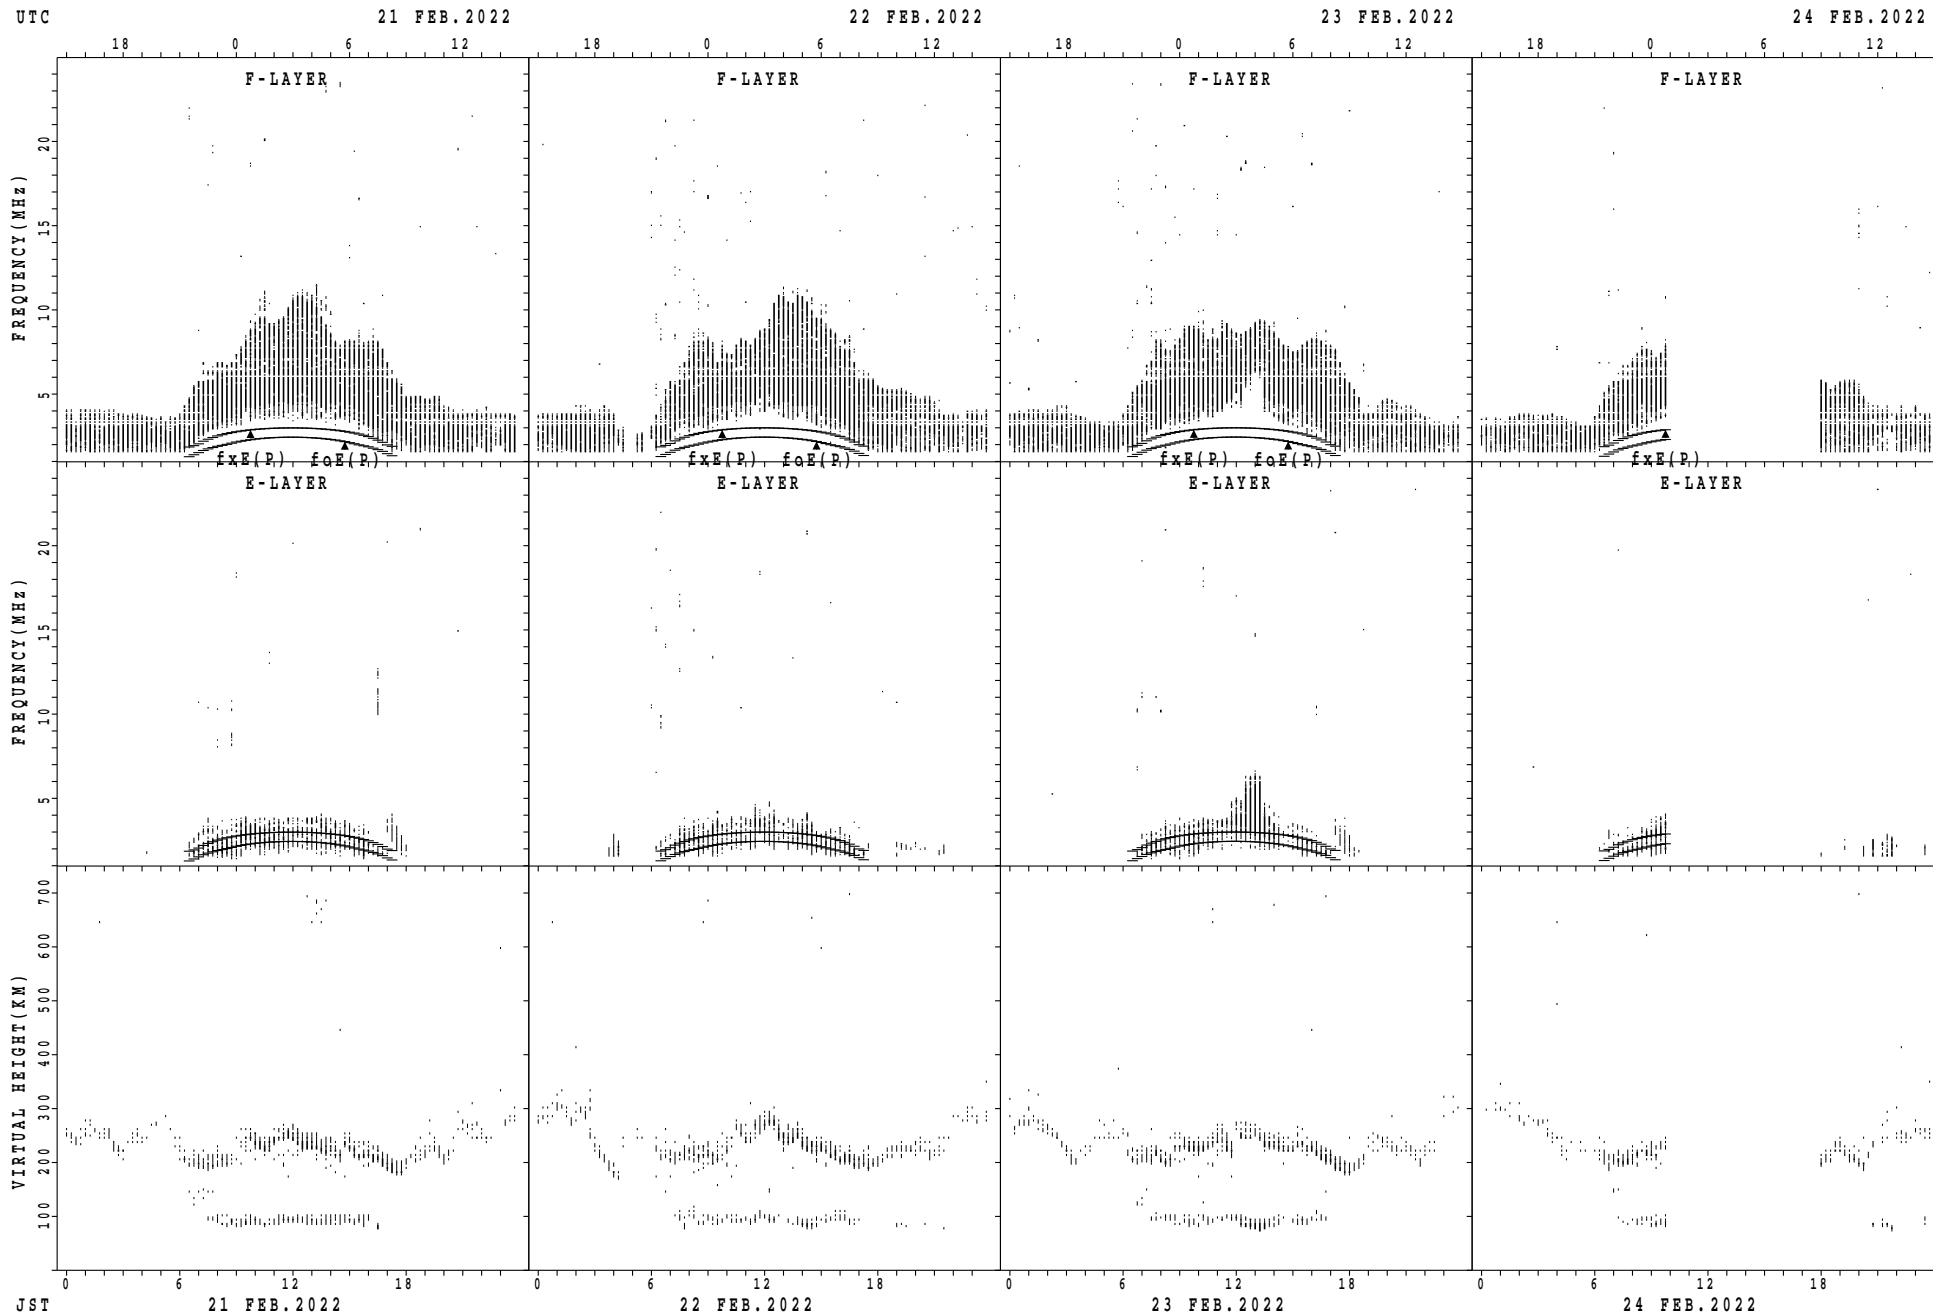 UTC 21 FEB.2022 22 FEB.2022 23 FEB.2022 24 FEB.2022
18 0 6 12 18 0 6 12 18 0 6 12 18 0 6 12
F-LAYER F-LAYER F-LAYER F-LAYER
FREQUENCY(MHz)
20
15
10
5
fxE(P) foE(P) fxE(P) foE(P) fxE(P) foE(P) fxE(P)
E-LAYER E-LAYER E-LAYER E-LAYER
FREQUENCY(MHz)
20
15
10
5
VIRTUAL HEIGHT(KM)
700
600
500
400
300
200
100
0 6 12 18 0 6 12 18 0 6 12 18 0 6 12 18
JST 21 FEB.2022 22 FEB.2022 23 FEB.2022 24 FEB.2022